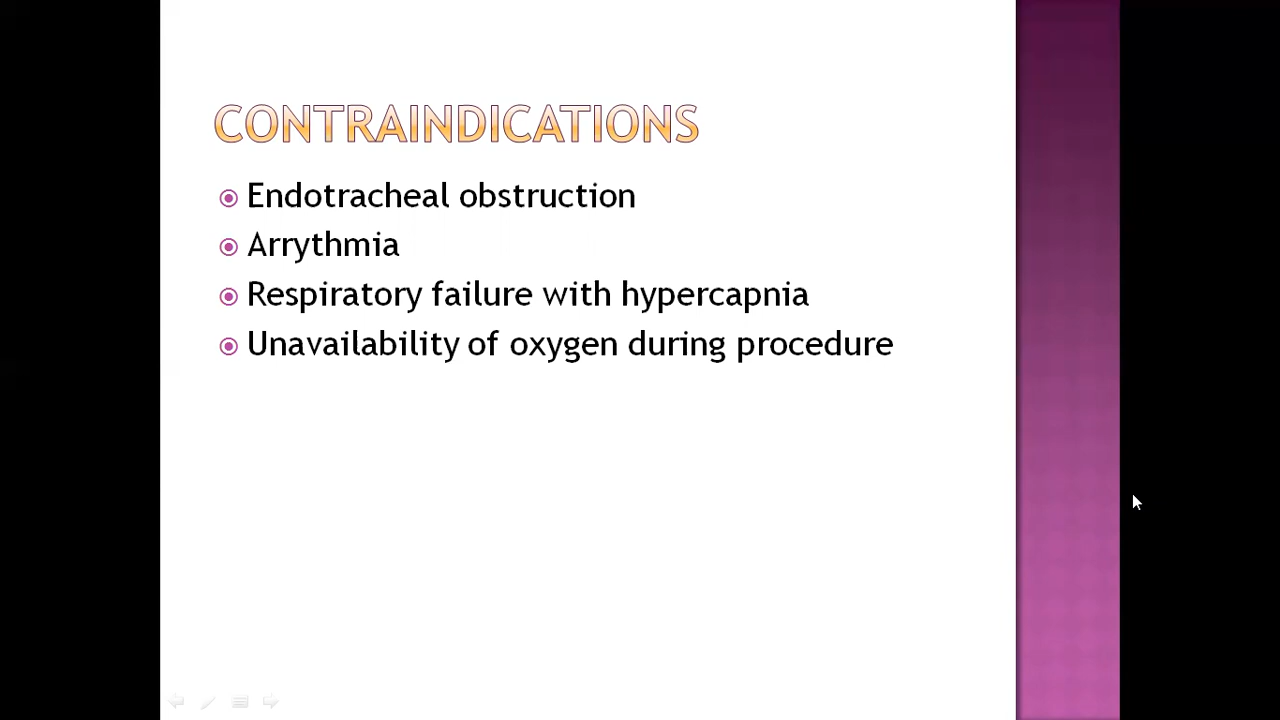 CONTRAINDICATIONS
Endotracheal obstruction
Arrythmia
Respiratory failure with hypercapnia
Unavailability of oxygen during procedure